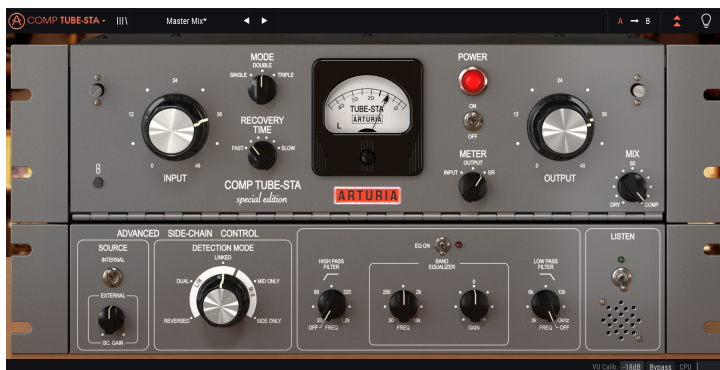 COMP TUBE-STA
Master Mix*
A → B
MODE
DOUBLE
SINGLE
TRIPLE
POWER
24
12
36
0
48
INPUT
RECOVERY
TIME
FAST
SLOW
COMP TUBE-STA
special edition
40
30
20
0
TUBE-STA
ARTURIA
L
ARTURIA
ON
OFF
METER
OUTPUT
INPUT
GR
24
12
36
0
48
OUTPUT
MIX
50
DRY
COMP
ADVANCED SIDE-CHAIN CONTROL
SOURCE
INTERNAL
EXTERNAL
SC. GAIN
DETECTION MODE
LINKED
DUAL
MID ONLY
L/R
M/S
REVERSED
SIDE ONLY
EQ ON
HIGH PASS
FILTER
80
320
20
OFF
FREQ
BAND
EQUALIZER
250
2k
30
FREQ
0
GAIN
LOW PASS
FILTER
6k
12k
3k
OFF
FREQ
LISTEN
VU Calib.
-18dB
Bypass
CPU